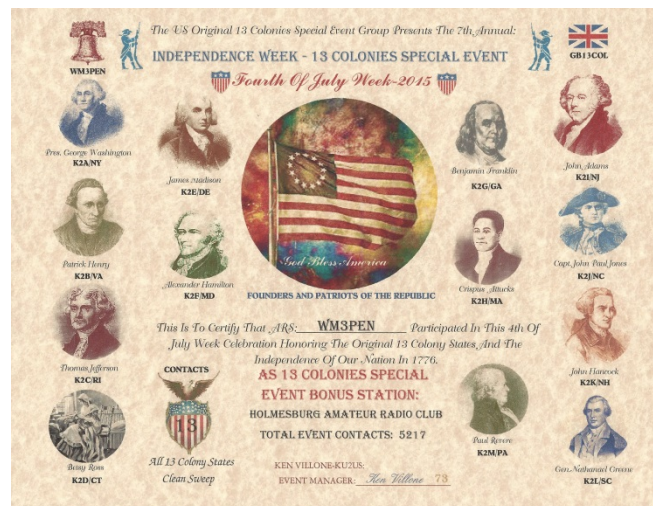 The US Original 13 Colonies Special Event Group Presents The 7th Annual:
INDEPENDENCE WEEK - 13 COLONIES SPECIAL EVENT
Fourth Of July Week-2015
WM3PEN
GB13COL
Pres. George Washington
K2A/NY
James Madison
K2E/DE
Benjamin Franklin
K2G/GA
John Adams
K2I/NJ
Patrick Henry
K2B/VA
Alexander Hamilton
K2F/MD
God Bless America
Crispus Attucks
K2H/MA
Capt. John Paul Jones
K2J/NC
FOUNDERS AND PATRIOTS OF THE REPUBLIC
This Is To Certify That ARS: WM3PEN Participated In This 4th Of
July Week Celebration Honoring The Original 13 Colony States, And The
Independence Of Our Nation In 1776.
Thomas Jefferson
K2C/RI
John Hancock
K2K/NH
CONTACTS
13
All 13 Colony States
Clean Sweep
AS 13 COLONIES SPECIAL
EVENT BONUS STATION:
HOLMESBURG AMATEUR RADIO CLUB
TOTAL EVENT CONTACTS: 5217
Paul Revere
K2M/PA
Betsy Ross
K2D/CT
Gen. Nathanael Greene
K2L/SC
KEN VILLONE-KU2US:
EVENT MANAGER: Ken Villone 73